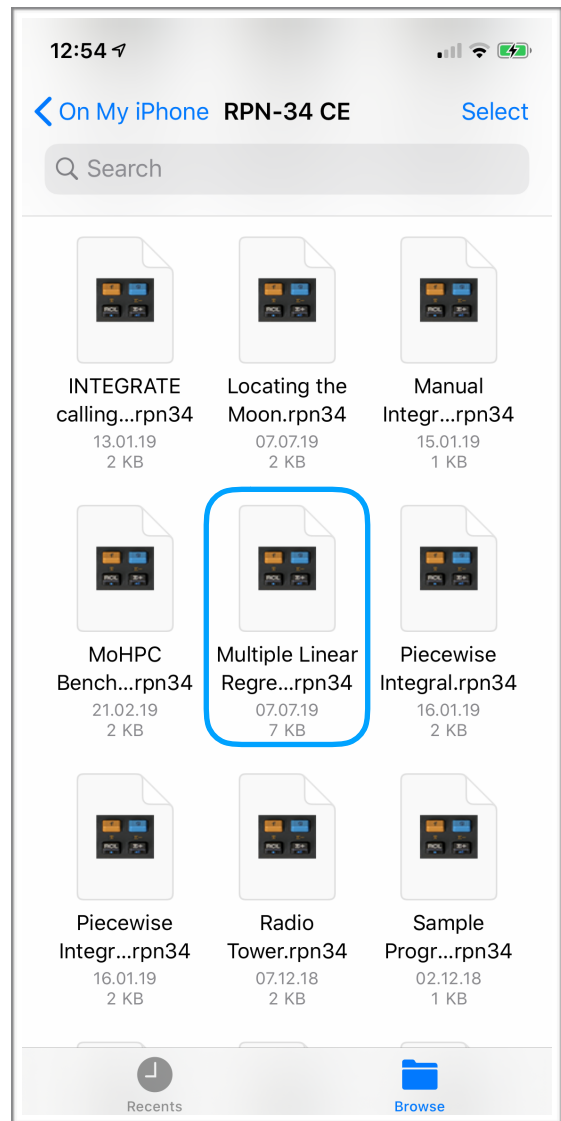 12:54
On My iPhone RPN-34 CE Select
Search
INTEGRATE
calling...rpn34
13.01.19
2 KB
Locating the
Moon.rpn34
07.07.19
2 KB
Manual
Integr...rpn34
15.01.19
1 KB
MoHPC
Bench...rpn34
21.02.19
2 KB
Multiple Linear
Regre...rpn34
07.07.19
7 KB
Piecewise
Integral.rpn34
16.01.19
2 KB
Piecewise
Integr...rpn34
16.01.19
2 KB
Radio
Tower.rpn34
07.12.18
2 KB
Sample
Progr...rpn34
02.12.18
1 KB
Recents
Browse